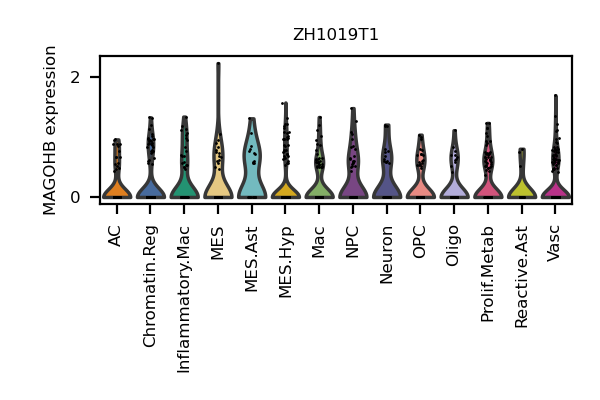 ZH1019T1
MAGOHB expression
2
0
AC
Chromatin.Reg
Inflammatory.Mac
MES
MES.Ast
MES.Hyp
Mac
NPC
Neuron
OPC
Oligo
Prolif.Metab
Reactive.Ast
Vasc